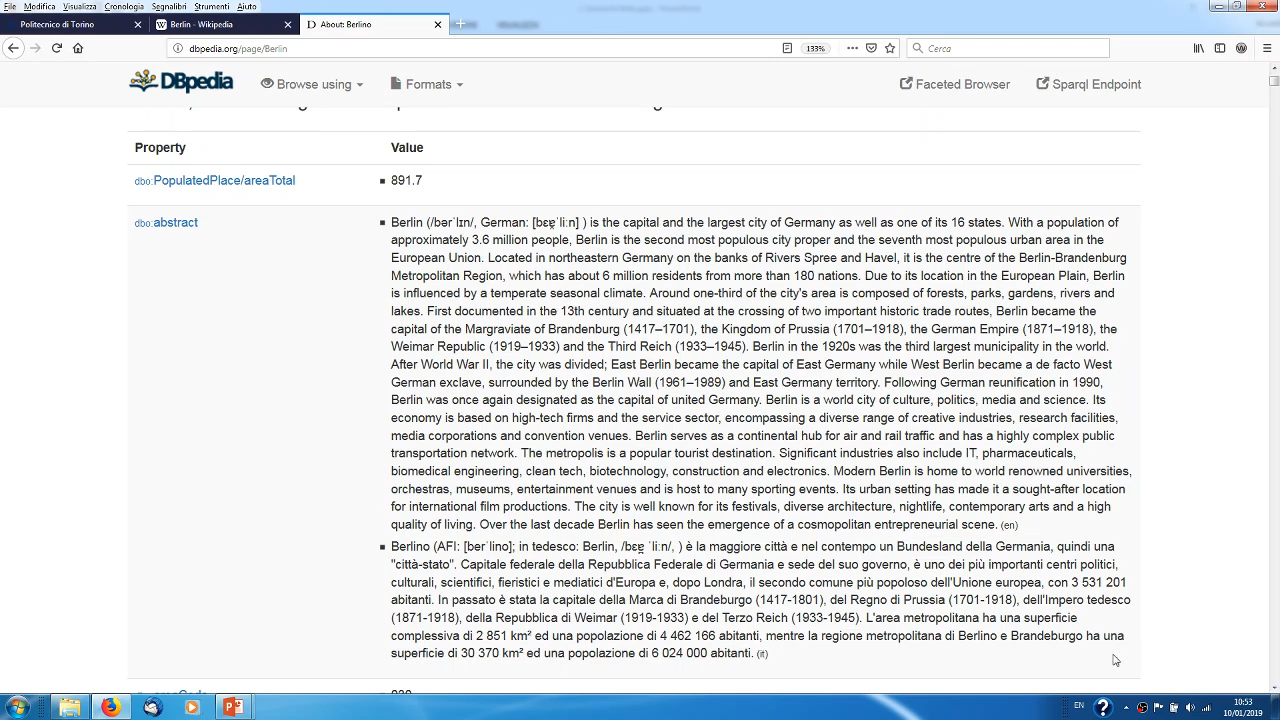 File Modifica Visualizza Cronologia Segnalibri Strumenti Aiuto
Politecnico di Torino Berlin - Wikipedia About: Berlino
dbpedia.org/page/Berlin 133% Cerca
DBpedia Browse using Formats Faceted Browser Sparql Endpoint
Property Value
dbo:PopulatedPlace/areaTotal 891.7
dbo:abstract Berlin (/bərˈlɪn/, German: [bɛɐ̯ˈliːn] ) is the capital and the largest city of Germany as well as one of its 16 states. With a population of
approximately 3.6 million people, Berlin is the second most populous city proper and the seventh most populous urban area in the
European Union. Located in northeastern Germany on the banks of Rivers Spree and Havel, it is the centre of the Berlin-Brandenburg
Metropolitan Region, which has about 6 million residents from more than 180 nations. Due to its location in the European Plain, Berlin
is influenced by a temperate seasonal climate. Around one-third of the city's area is composed of forests, parks, gardens, rivers and
lakes. First documented in the 13th century and situated at the crossing of two important historic trade routes, Berlin became the
capital of the Margraviate of Brandenburg (1417–1701), the Kingdom of Prussia (1701–1918), the German Empire (1871–1918), the
Weimar Republic (1919–1933) and the Third Reich (1933–1945). Berlin in the 1920s was the third largest municipality in the world.
After World War II, the city was divided; East Berlin became the capital of East Germany while West Berlin became a de facto West
German exclave, surrounded by the Berlin Wall (1961–1989) and East Germany territory. Following German reunification in 1990,
Berlin was once again designated as the capital of united Germany. Berlin is a world city of culture, politics, media and science. Its
economy is based on high-tech firms and the service sector, encompassing a diverse range of creative industries, research facilities,
media corporations and convention venues. Berlin serves as a continental hub for air and rail traffic and has a highly complex public
transportation network. The metropolis is a popular tourist destination. Significant industries also include IT, pharmaceuticals,
biomedical engineering, clean tech, biotechnology, construction and electronics. Modern Berlin is home to world renowned universities,
orchestras, museums, entertainment venues and is host to many sporting events. Its urban setting has made it a sought-after location
for international film productions. The city is well known for its festivals, diverse architecture, nightlife, contemporary arts and a high
quality of living. Over the last decade Berlin has seen the emergence of a cosmopolitan entrepreneurial scene. (en)
Berlino (AFI: [berˈlino]; in tedesco: Berlin, /bɛɐ̯ ˈliːn/, ) è la maggiore città e nel contempo un Bundesland della Germania, quindi una
"città-stato". Capitale federale della Repubblica Federale di Germania e sede del suo governo, è uno dei più importanti centri politici,
culturali, scientifici, fieristici e mediatici d'Europa e, dopo Londra, il secondo comune più popoloso dell'Unione europea, con 3 531 201
abitanti. In passato è stata la capitale della Marca di Brandeburgo (1417-1801), del Regno di Prussia (1701-1918), dell'Impero tedesco
(1871-1918), della Repubblica di Weimar (1919-1933) e del Terzo Reich (1933-1945). L'area metropolitana ha una superficie
complessiva di 2 851 km² ed una popolazione di 4 462 166 abitanti, mentre la regione metropolitana di Berlino e Brandeburgo ha una
superficie di 30 370 km² ed una popolazione di 6 024 000 abitanti. (it)
EN 10:53
10/01/2019